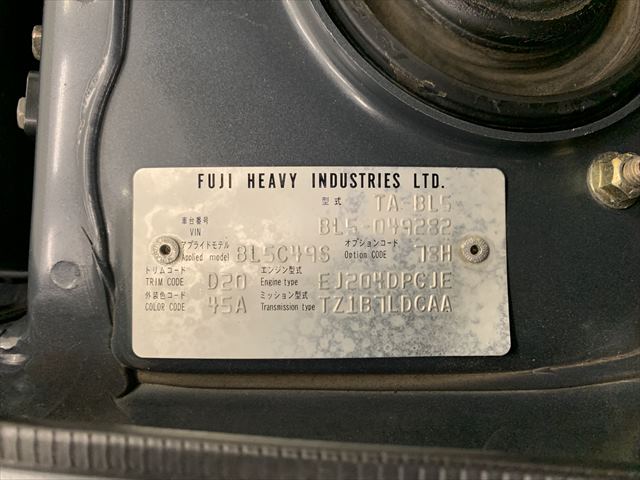 FUJI HEAVY INDUSTRIES LTD.
型式 TA-BL5
車台番号 VIN BL5-049282
アプライドモデル Applied model BL5C49S オプションコード Option CODE 7SH
トリムコード TRIM CODE D20 エンジン型式 Engine type EJ204DPGJE
外装色コード COLOR CODE 45A ミッション型式 Transmission type TZ1B7LDCAA